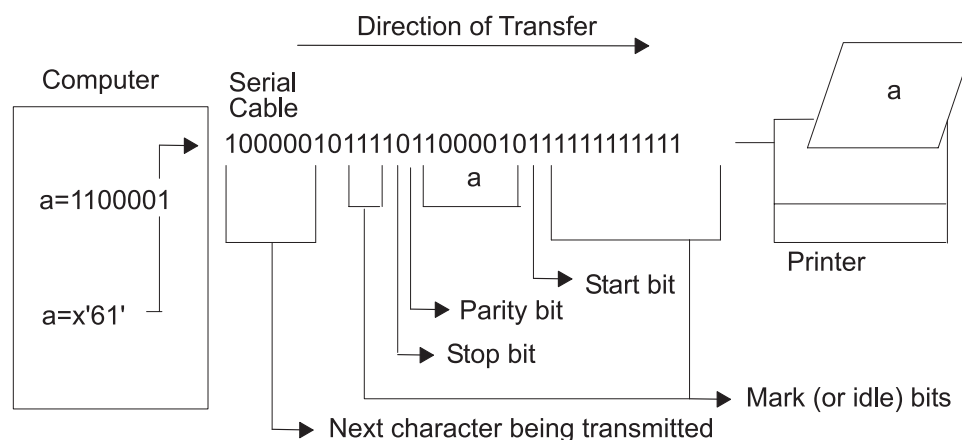 Direction of Transfer
Computer
Serial
Cable
a
1000001011110110000101111111111111
a
a=1100001
Printer
Start bit
a=x'61'
Parity bit
Stop bit
Mark (or idle) bits
Next character being transmitted